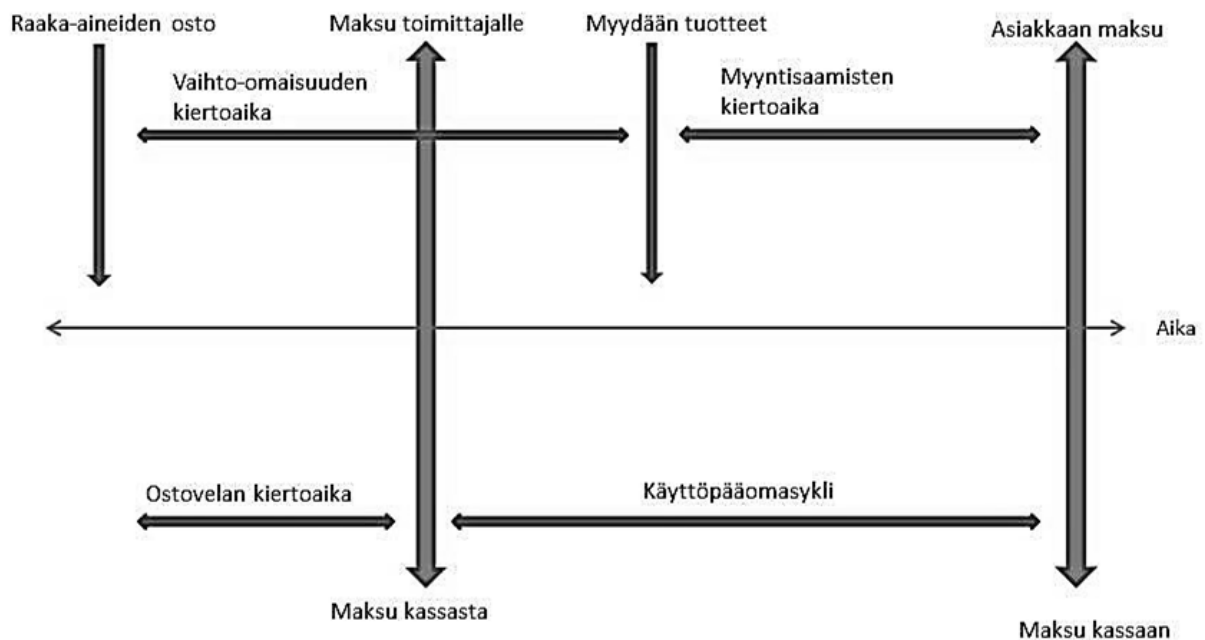 Raaka-aineiden osto
Maksu toimittajalle
Myydään tuotteet
Asiakkaan maksu
Vaihto-omaisuuden
kiertoaika
Myyntisaamisten
kiertoaika
Aika
Ostovelan kiertoaika
Käyttöpääomasykli
Maksu kassasta
Maksu kassaan